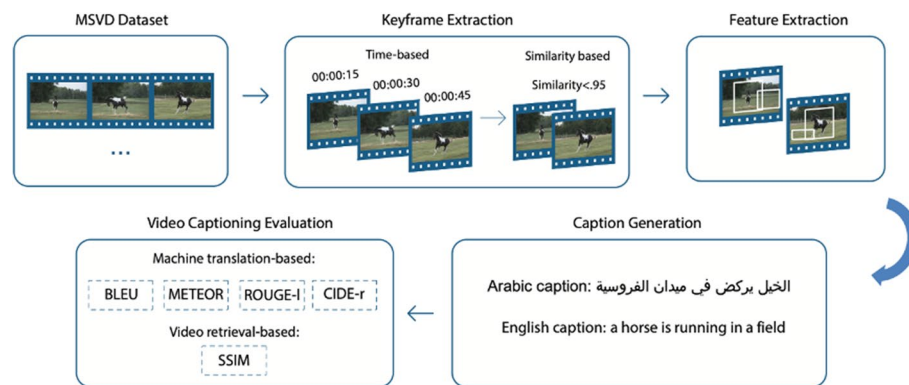 MSVD Dataset
...
Keyframe Extraction
Time-based
00:00:15
00:00:30
00:00:45
Similarity based
Similarity<.95
Feature Extraction
Caption Generation
Arabic caption: الخيل يركض في ميدان الفروسية
English caption: a horse is running in a field
Video Captioning Evaluation
Machine translation-based:
BLEU METEOR ROUGE-l CIDE-r
Video retrieval-based:
SSIM